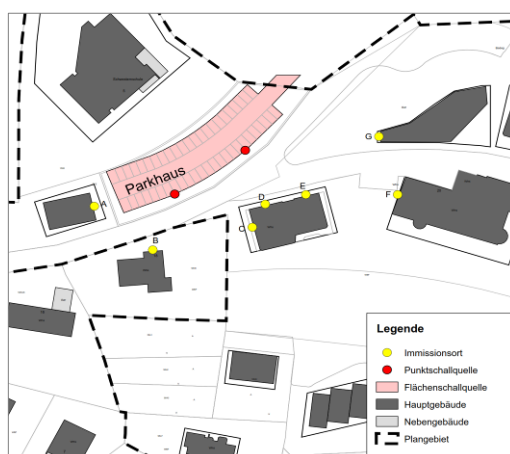 Parkhaus
G
A
D
E
F
C
B
Legende
Immissionsort
Punktschallquelle
Flächenschallquelle
Hauptgebäude
Nebengebäude
Plangebiet